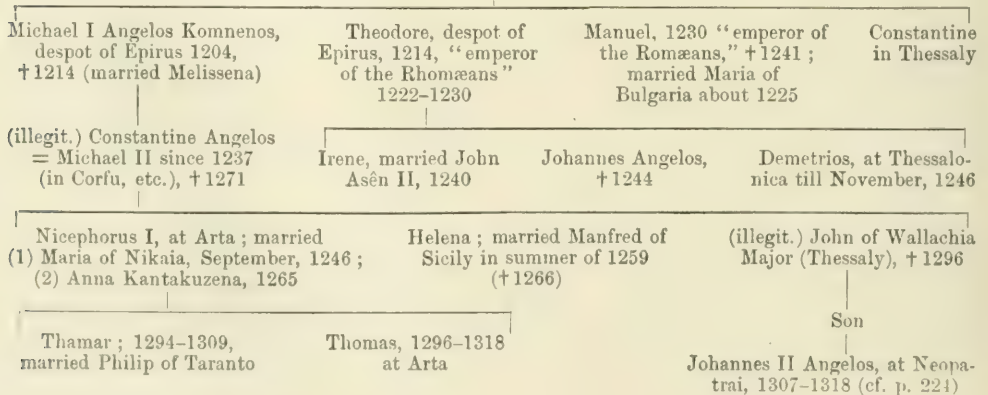 Michael I Angelos Komnenos,
despot of Epirus 1204,
†1214 (married Melissena)
Theodore, despot of
Epirus, 1214, “emperor
of the Rhomæans”
1222–1230
Manuel, 1230 “emperor of
the Romæans,” †1241;
married Maria of
Bulgaria about 1225
Constantine
in Thessaly
(illegit.) Constantine Angelos
= Michael II since 1237
(in Corfu, etc.), †1271
Irene, married John
Asên II, 1240
Johannes Angelos,
†1244
Demetrios, at Thessalo-
nica till November, 1246
Nicephorus I, at Arta; married
(1) Maria of Nikaia, September, 1246;
(2) Anna Kantakuzena, 1265
Helena; married Manfred of
Sicily in summer of 1259
(†1266)
(illegit.) John of Wallachia
Major (Thessaly), †1296
Thamar; 1294–1309,
married Philip of Taranto
Thomas, 1296–1318
at Arta
Son
Johannes II Angelos, at Neopa-
trai, 1307–1318 (cf. p. 224)